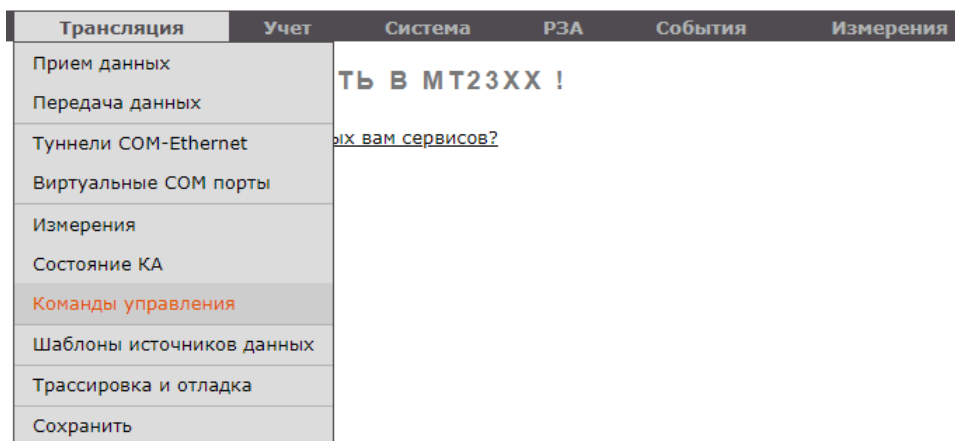 Трансляция Учет Система РЗА События Измерения
Прием данных
ТЬ В МТ23ХХ !
Передача данных
Туннели COM-Ethernet
ых вам сервисов?
Виртуальные COM порты
Измерения
Состояние КА
Команды управления
Шаблоны источников данных
Трассировка и отладка
Сохранить